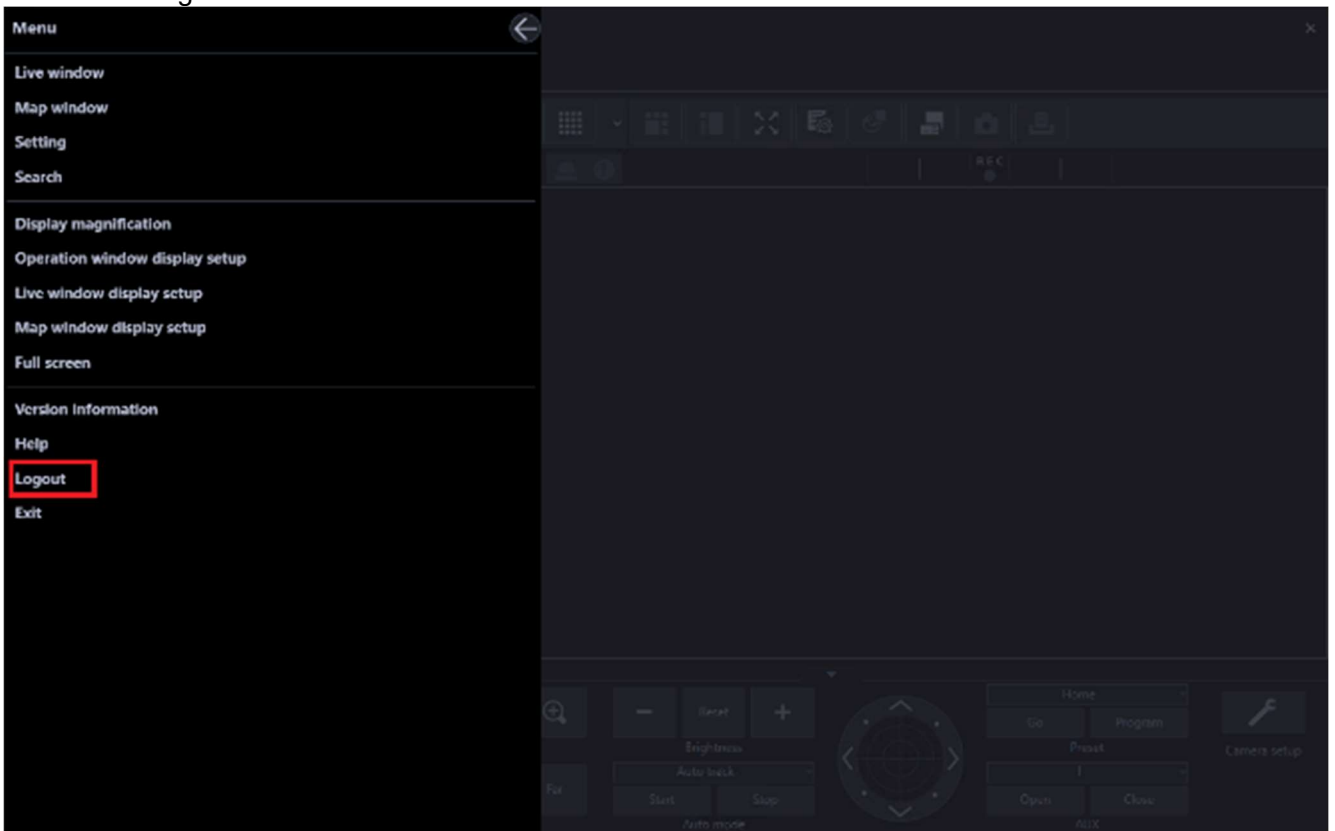 Menu
Live window
Map window
Setting
Search
Display magnification
Operation window display setup
Live window display setup
Map window display setup
Full screen
Version information
Help
Logout
Exit
REC
Reset
Brightness
Auto track
Start
Stop
Auto mode
Far
Home
Go
Program
Preset
1
Open
Close
AUX
Camera setup